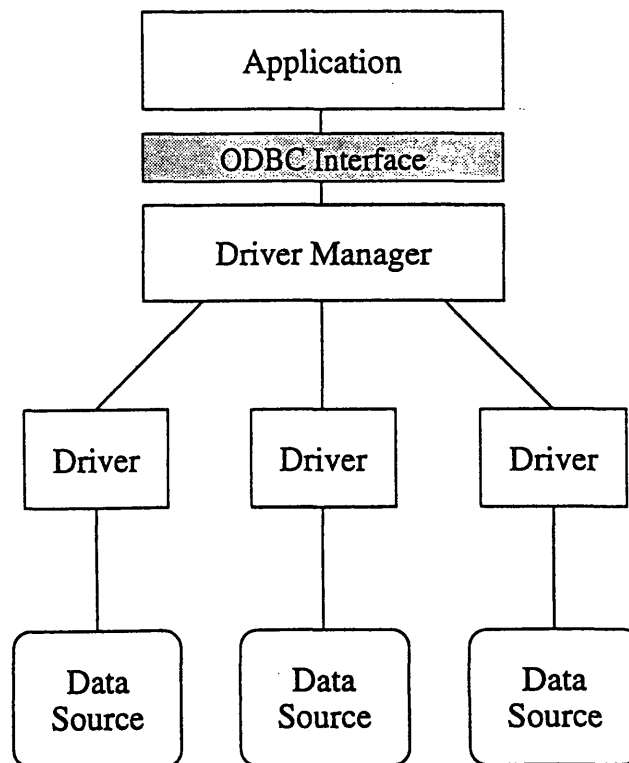 Application
ODBC Interface
Driver Manager
Driver
Driver
Driver
Data
Source
Data
Source
Data
Source